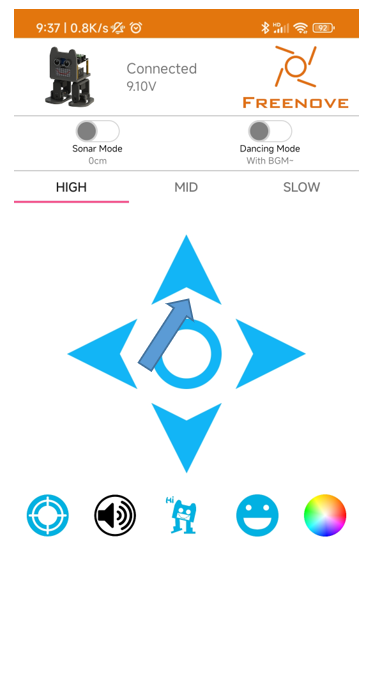 9:37 | 0.8K/s HD 92
Connected
9.10V
FREENOVE
Sonar Mode
0cm
Dancing Mode
With BGM~
HIGH MID SLOW
Hi